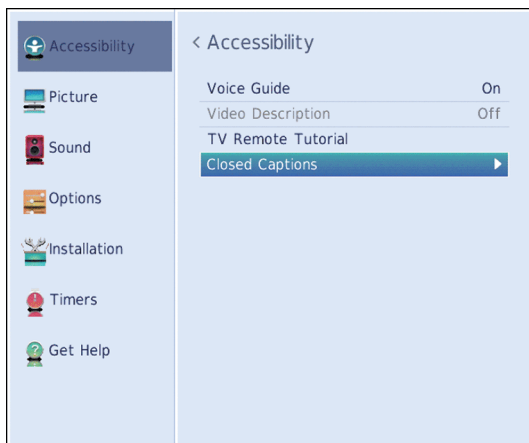 Accessibility
Picture
Sound
Options
Installation
Timers
Get Help
< Accessibility
Voice Guide On
Video Description Off
TV Remote Tutorial
Closed Captions